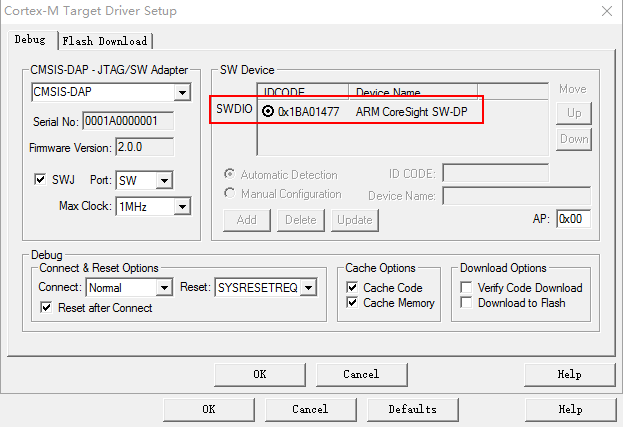 Cortex-M Target Driver Setup
Debug Flash Download
CMSIS-DAP - JTAG/SW Adapter
CMSIS-DAP
Serial No: 0001A0000001
Firmware Version: 2.0.0
SWJ Port: SW
Max Clock: 1MHz
SW Device
IDCODE Device Name Move
SWDIO 0x1BA01477 ARM CoreSight SW-DP Up
Down
Automatic Detection ID CODE:
Manual Configuration Device Name:
Add Delete Update AP: 0x00
Debug
Connect & Reset Options
Connect: Normal Reset: SYSRESETREQ
Reset after Connect
Cache Options
Cache Code
Cache Memory
Download Options
Verify Code Download
Download to Flash
OK Cancel Help
OK Cancel Defaults Help